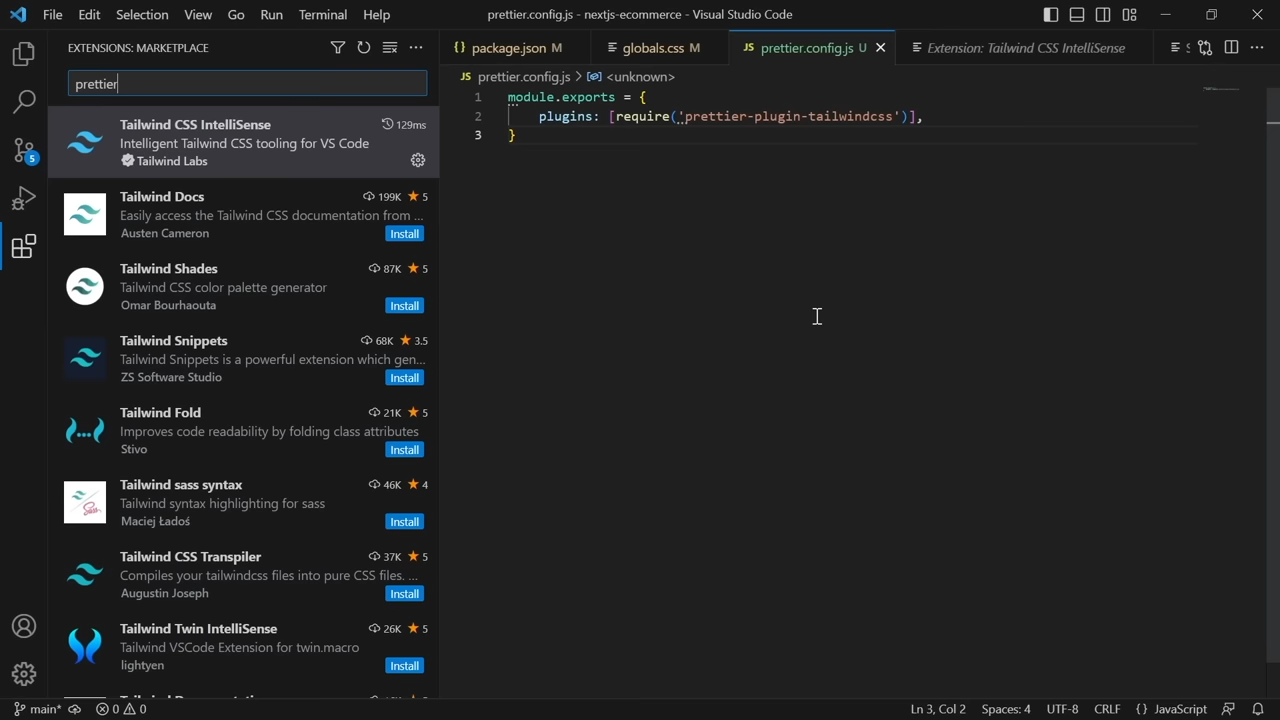 File Edit Selection View Go Run Terminal Help prettier.config.js - nextjs-ecommerce - Visual Studio Code
EXTENSIONS: MARKETPLACE
prettier
Tailwind CSS IntelliSense 129ms
Intelligent Tailwind CSS tooling for VS Code
Tailwind Labs
Tailwind Docs 199K 5
Easily access the Tailwind CSS documentation from ...
Austen Cameron Install
Tailwind Shades 87K 5
Tailwind CSS color palette generator
Omar Bourhaouta Install
Tailwind Snippets 68K 3.5
Tailwind Snippets is a powerful extension which gen...
ZS Software Studio Install
Tailwind Fold 21K 5
Improves code readability by folding class attributes
Stivo Install
Tailwind sass syntax 46K 4
Tailwind syntax highlighting for sass
Maciej Ładoś Install
Tailwind CSS Transpiler 37K 5
Compiles your tailwindcss files into pure CSS files. ...
Augustin Joseph Install
Tailwind Twin IntelliSense 26K 5
Tailwind VSCode Extension for twin.macro
lightyen Install
{} package.json M globals.css M JS prettier.config.js U Extension: Tailwind CSS IntelliSense
JS prettier.config.js > <unknown>
1 module.exports = {
2 plugins: [require('prettier-plugin-tailwindcss')],
3 }
5
main* 0 0 Ln 3, Col 2 Spaces: 4 UTF-8 CRLF {} JavaScript